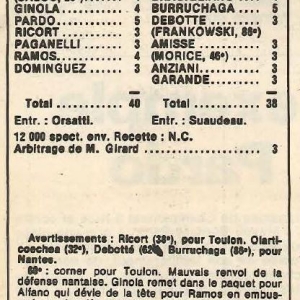 GINOLA .......... 4 BURRUCHAGA .... 5
PARDO ........... 5 DEBOTTE ........ 3
RICORT .......... 3 (FRANKOWSKI, 88e)
PAGANELLI ....... 3 AMISSE .......... 3
RAMOS ........... 4 (MORICE, 46e) ....
DOMINGUEZ ....... 3 ANZIANI .......... 3
GARANDE ......... 3
Total .......... 40 Total .......... 38
Entr. : Orsatti. Entr. : Suaudeau.
12 000 spect. env. Recette : N.C.
Arbitrage de M. Girard .......... 3
Avertissements : Ricort (38e), pour Toulon. Olarti-
coechea (32e), Debotté (62e), Burruchaga (88e), pour
Nantes.
68e : corner pour Toulon. Mauvais renvoi de la
défense nantaise. Ginola remet dans le paquet pour
Alfano qui dévie de la tête pour Ramos en embus-